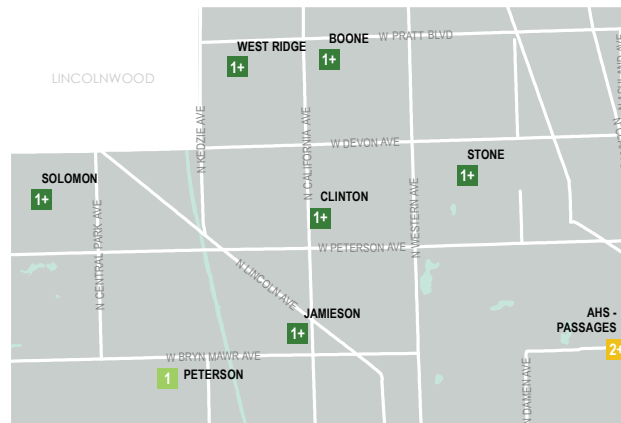 BOONE
W PRATT BLVD
WEST RIDGE
1+
1+
LINCOLNWOOD
N KEDZIE AVE
N CALIFORNIA AVE
W DEVON AVE
STONE
1+
SOLOMON
1+
CLINTON
1+
N CENTRAL PARK AVE
N WESTERN AVE
W PETERSON AVE
N LINCOLN AVE
JAMIESON
1+
AHS -
PASSAGES
2+
W BRYN MAWR AVE
1
PETERSON
N DAMEN AVE